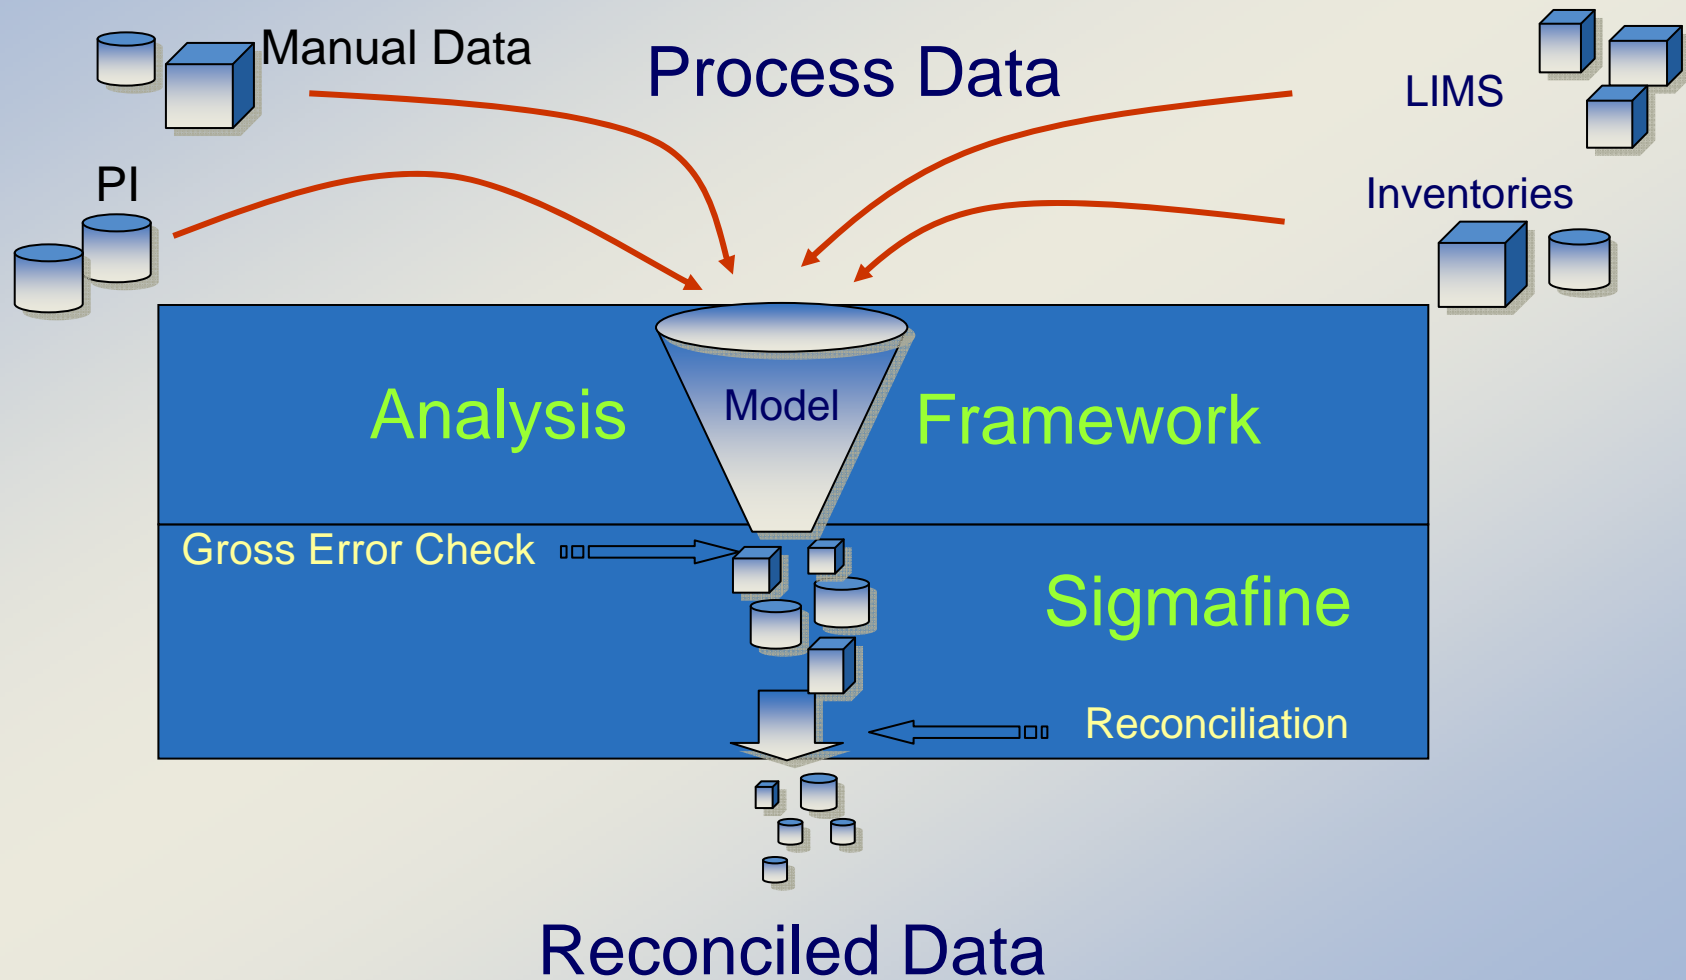 Manual Data
Process Data
LIMS
PI
Inventories
Analysis
Model
Framework
Gross Error Check
Sigmafine
Reconciliation
Reconciled Data